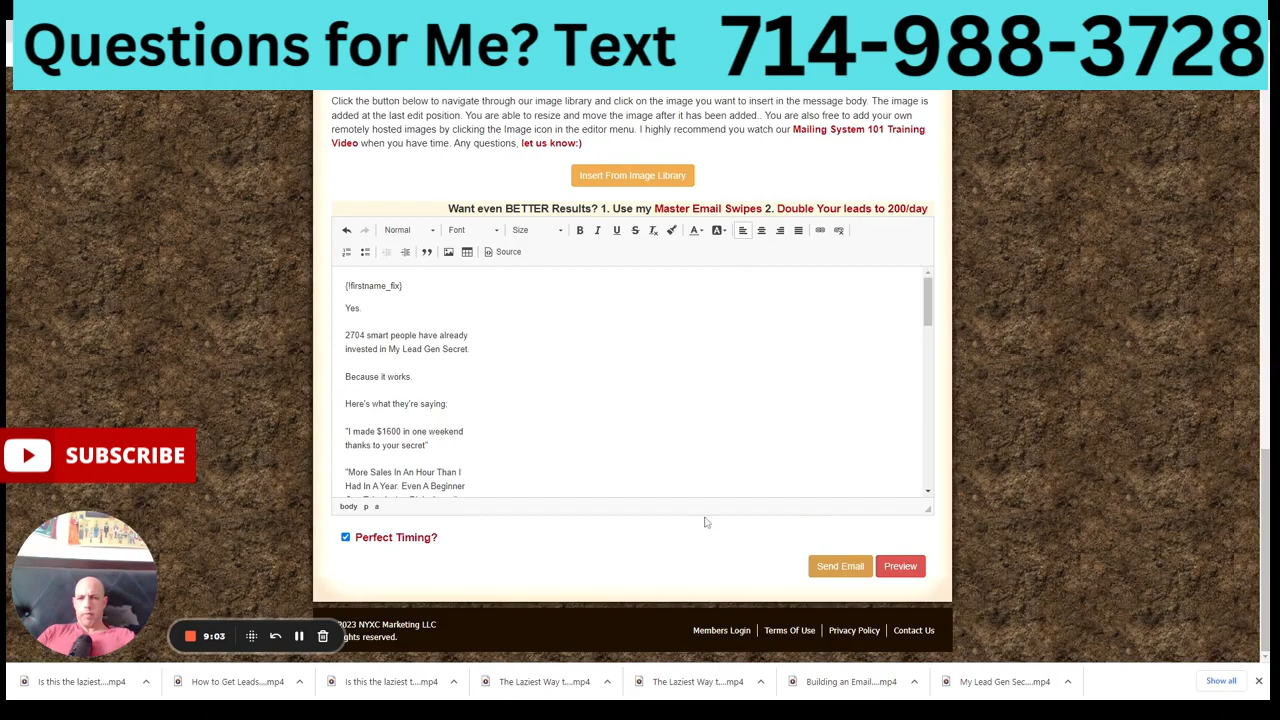 Questions for Me? Text 714-988-3728
Click the button below to navigate through our image library and click on the image you want to insert in the message body. The image is
added at the last edit position. You are able to resize and move the image after it has been added.. You are also free to add your own
remotely hosted images by clicking the Image icon in the editor menu. I highly recommend you watch our Mailing System 101 Training
Video when you have time. Any questions, let us know:)
Insert From Image Library
Want even BETTER Results? 1. Use my Master Email Swipes 2. Double Your leads to 200/day
Normal Font Size B I U S
Source
{!firstname_fix}
Yes.
2704 smart people have already
invested in My Lead Gen Secret.
Because it works.
Here's what they're saying;
"I made $1600 in one weekend
thanks to your secret"
"More Sales In An Hour Than I
Had In A Year. Even A Beginner
body p a
SUBSCRIBE
Perfect Timing?
Send Email Preview
2023 NYXC Marketing LLC
ghts reserved.
Members Login Terms Of Use Privacy Policy Contact Us
9:03
Is this the laziest....mp4 How to Get Leads....mp4 Is this the laziest t....mp4 The Laziest Way t....mp4 The Laziest Way t....mp4 Building an Email....mp4 My Lead Gen Sec....mp4 Show all